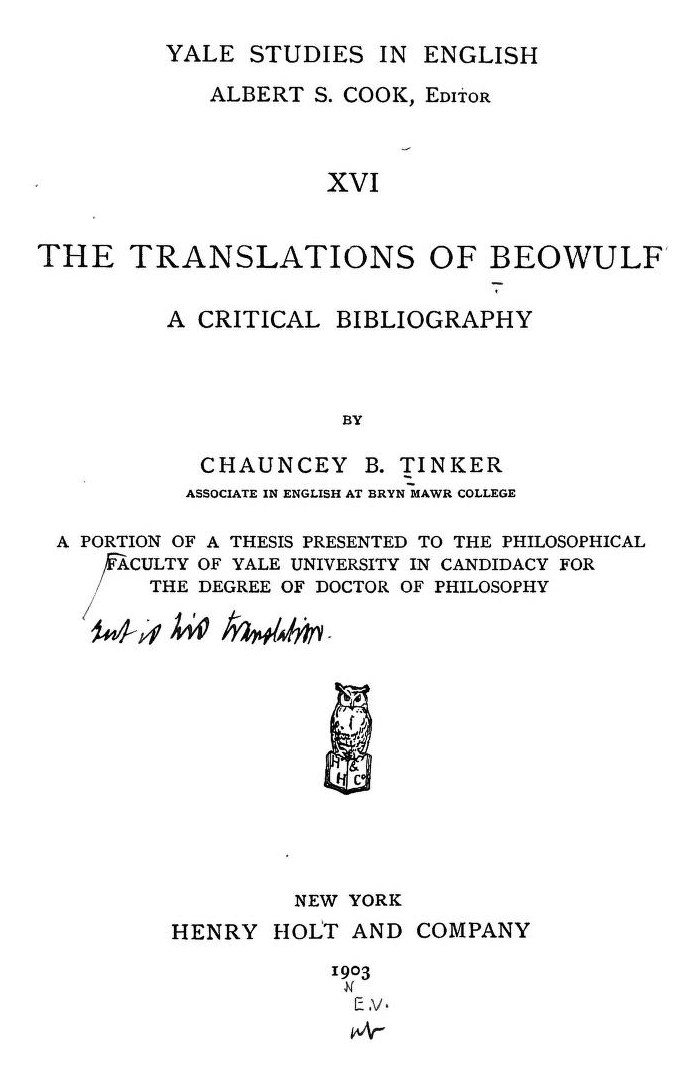 YALE STUDIES IN ENGLISH
ALBERT S. COOK, EDITOR
XVI
THE TRANSLATIONS OF BEOWULF
A CRITICAL BIBLIOGRAPHY
BY
CHAUNCEY B. TINKER
ASSOCIATE IN ENGLISH AT BRYN MAWR COLLEGE
A PORTION OF A THESIS PRESENTED TO THE PHILOSOPHICAL
FACULTY OF YALE UNIVERSITY IN CANDIDACY FOR
THE DEGREE OF DOCTOR OF PHILOSOPHY
is his translation.
H &
H Co
NEW YORK
HENRY HOLT AND COMPANY
1903
N
E.V.